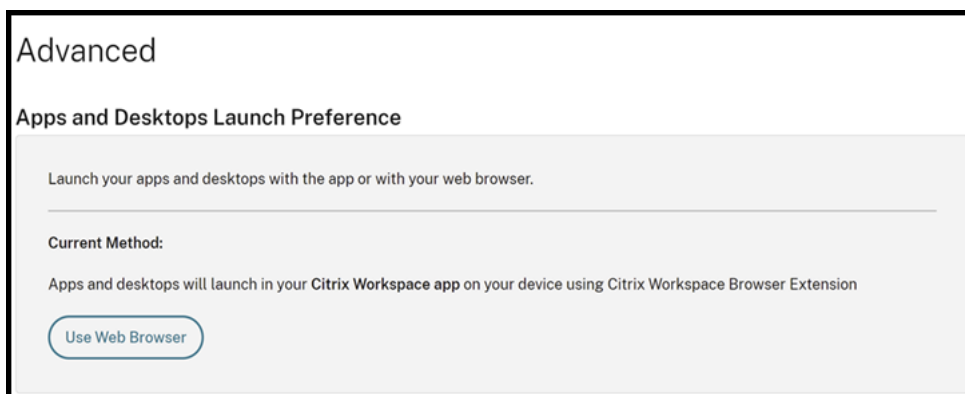 Advanced
Apps and Desktops Launch Preference
Launch your apps and desktops with the app or with your web browser.
Current Method:
Apps and desktops will launch in your Citrix Workspace app on your device using Citrix Workspace Browser Extension
Use Web Browser